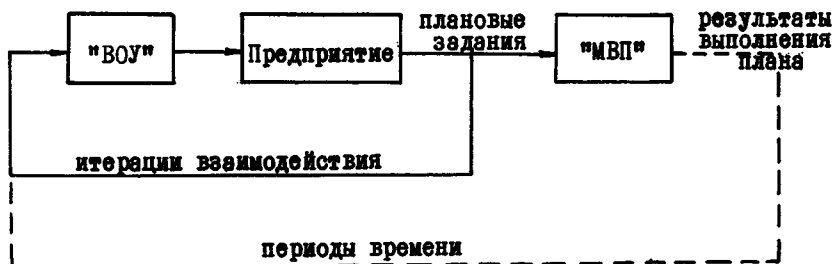 "ВОУ"
Предприятие
плановые
задания
"МВП"
результаты
выполнения
плана
итерации взаимодействия
периоды времени